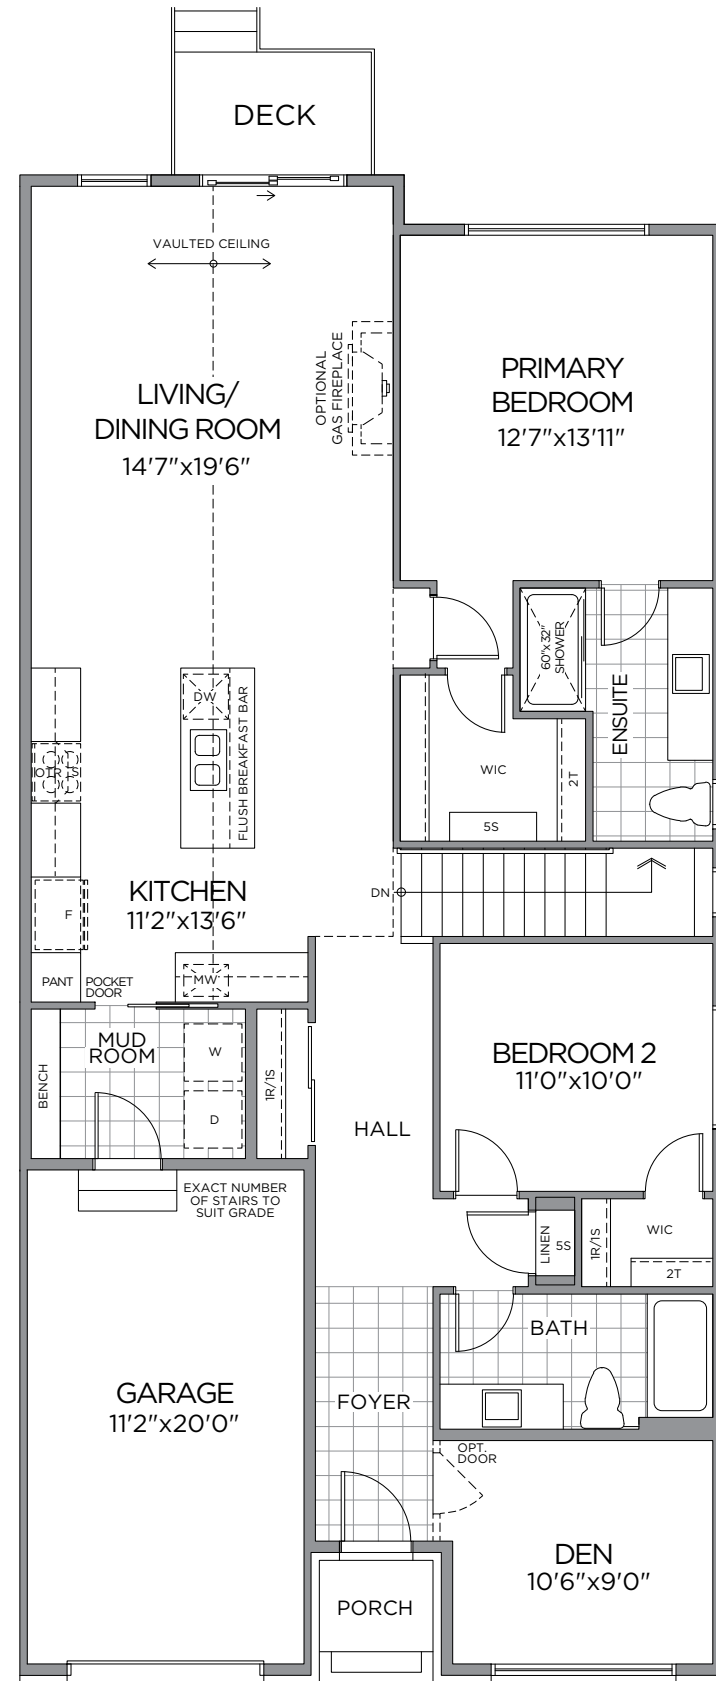 DECK
VAULTED CEILING
OPTIONAL
GAS FIREPLACE
LIVING/
DINING ROOM
14'7"x19'6"
PRIMARY
BEDROOM
12'7"x13'11"
60"x32"
SHOWER
ENSUITE
DW
FLUSH BREAKFAST BAR
WIC
2T
5S
KITCHEN
11'2"x13'6"
F
DN
PANT
POCKET
DOOR
MW
MUD
ROOM
BENCH
W
D
1R/1S
HALL
BEDROOM 2
11'0"x10'0"
EXACT NUMBER
OF STAIRS TO
SUIT GRADE
LINEN
5S
1R/1S
WIC
2T
BATH
GARAGE
11'2"x20'0"
FOYER
OPT.
DOOR
DEN
10'6"x9'0"
PORCH